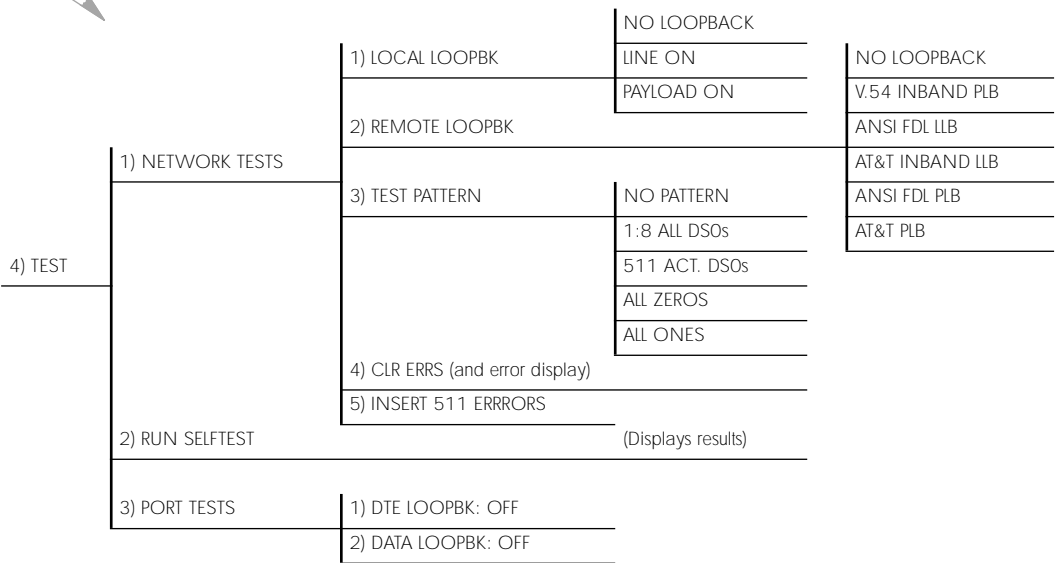 NO LOOPBACK
1) LOCAL LOOPBK
LINE ON
NO LOOPBACK
PAYLOAD ON
V.54 INBAND PLB
2) REMOTE LOOPBK
ANSI FDL LLB
1) NETWORK TESTS
AT&T INBAND LLB
3) TEST PATTERN
NO PATTERN
ANSI FDL PLB
1:8 ALL DS0s
AT&T PLB
4) TEST
511 ACT. DS0s
ALL ZEROS
ALL ONES
4) CLR ERRS (and error display)
5) INSERT 511 ERRRORS
2) RUN SELFTEST
(Displays results)
3) PORT TESTS
1) DTE LOOPBK: OFF
2) DATA LOOPBK: OFF